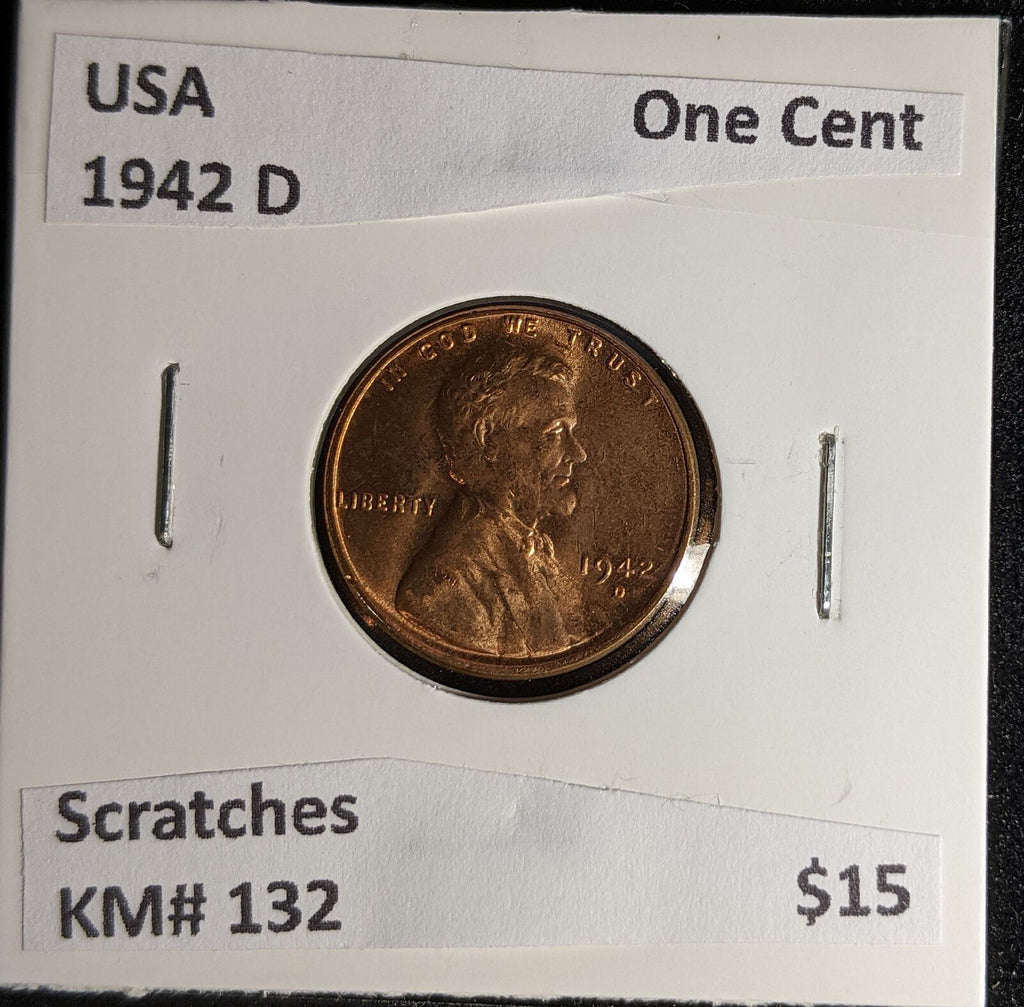 USA
One Cent
1942 D
IN GOD WE TRUST
LIBERTY
1942
D
Scratches
KM# 132
$15